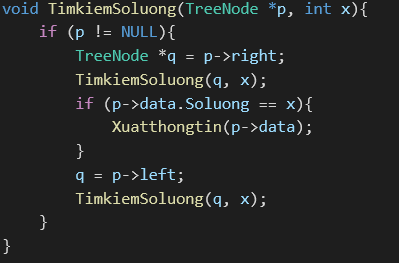 void TimkiemSoluong(TreeNode *p, int x){
    if (p != NULL){
        TreeNode *q = p->right;
        TimkiemSoluong(q, x);
        if (p->data.Soluong == x){
            Xuatthongtin(p->data);
        }
        q = p->left;
        TimkiemSoluong(q, x);
    }
}